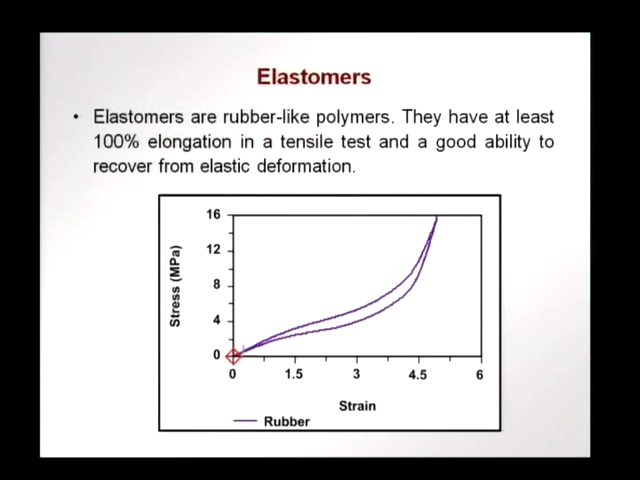 Elastomers
• Elastomers are rubber-like polymers. They have at least
100% elongation in a tensile test and a good ability to
recover from elastic deformation.
16
12
8
4
0
Stress (MPa)
0 1.5 3 4.5 6
Strain
Rubber